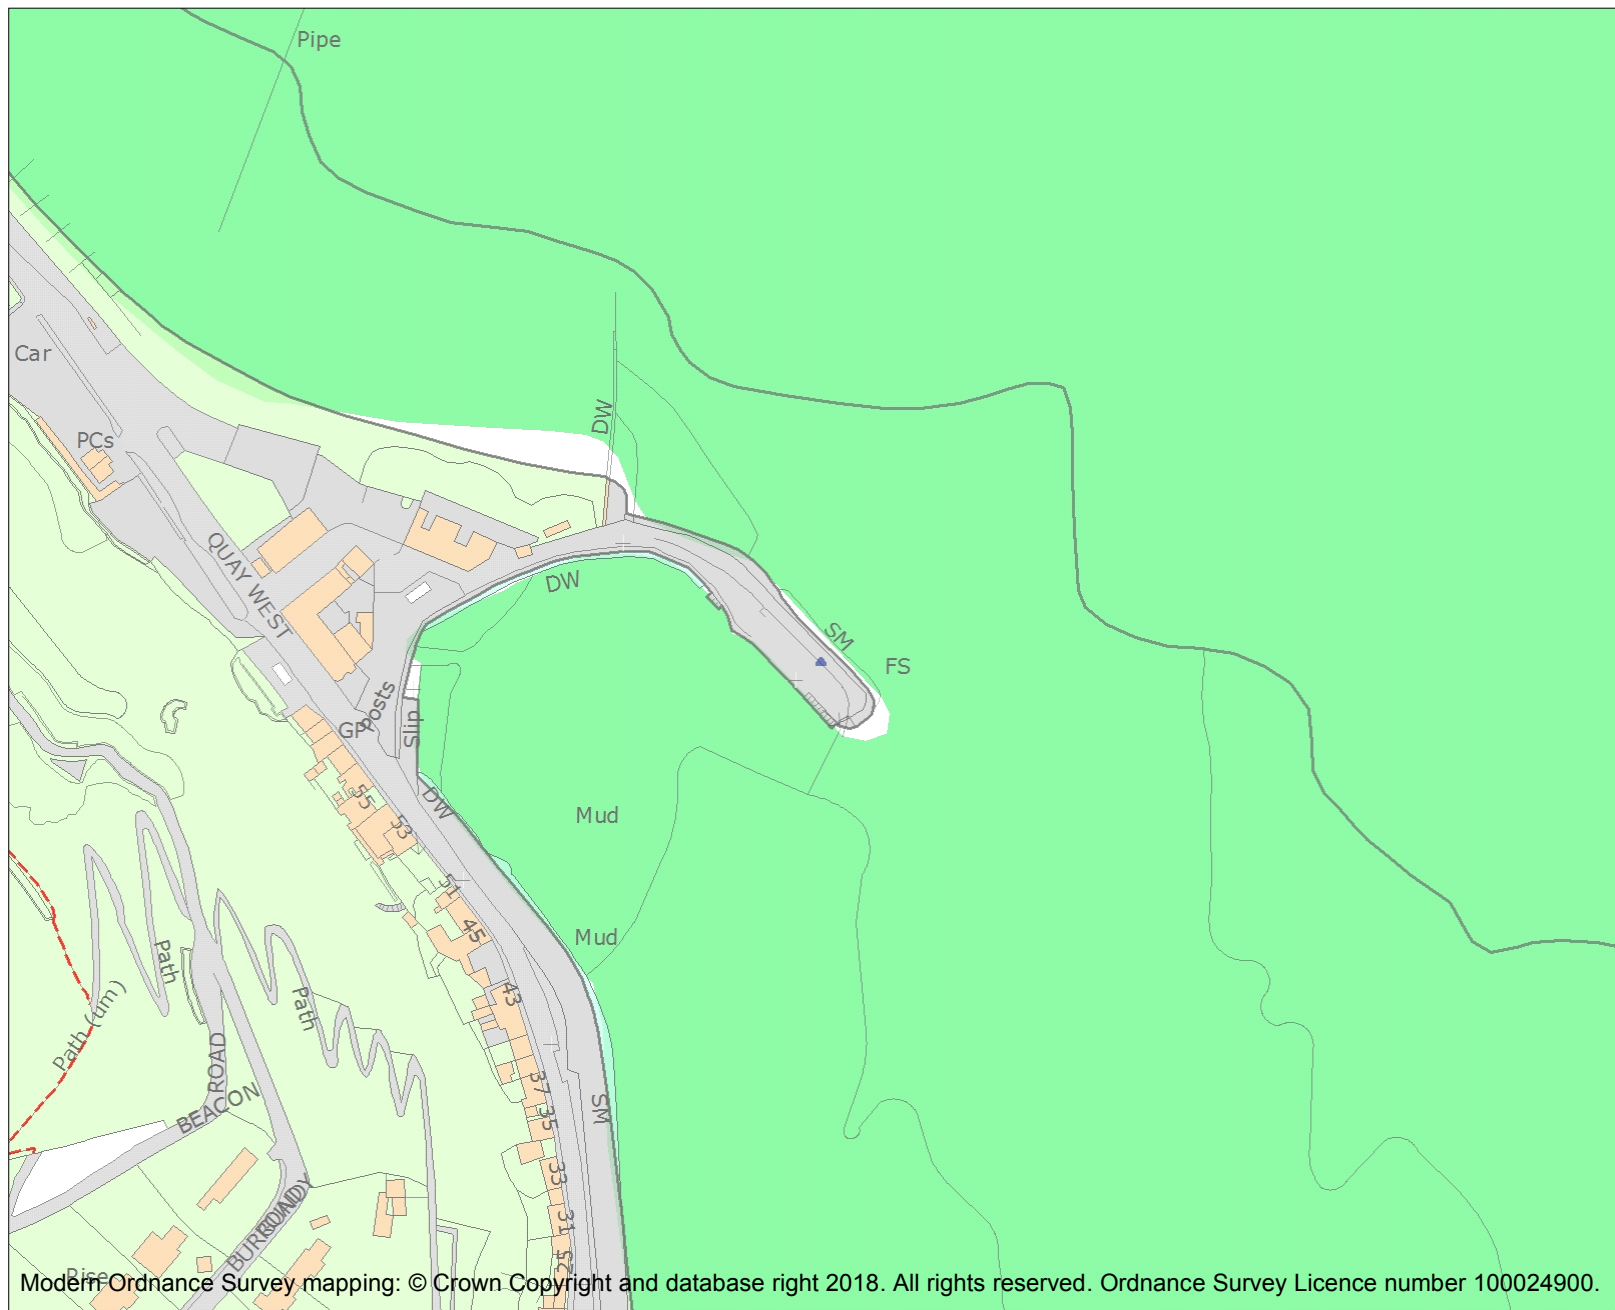 Pipe
Car
DW
PCs
QUAY WEST
DW
SM
FS
Posts
GP
Slip
DW
55
53
Mud
51
45
Mud
Path
43
Path
Path (um)
ROAD
BEACON
37
35
SM
33
31
BURROW
Rise
Modern Ordnance Survey mapping: © Crown Copyright and database right 2018. All rights reserved. Ordnance Survey Licence number 100024900.